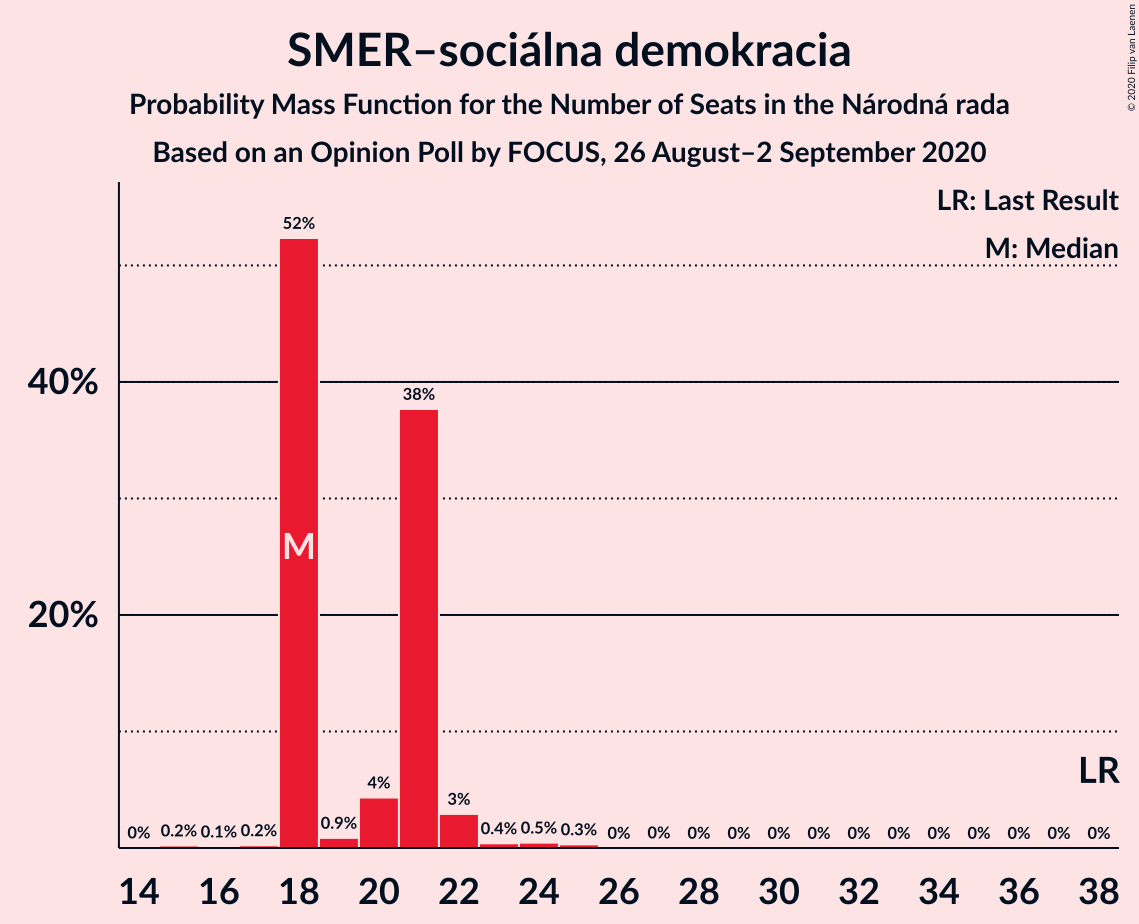 SMER–sociálna demokracia
Probability Mass Function for the Number of Seats in the Národná rada
Based on an Opinion Poll by FOCUS, 26 August–2 September 2020
© 2020 Filip van Laenen
LR: Last Result
M: Median
52%
40%
38%
M
20%
LR
0% 0.2% 0.1% 0.2% 0.9% 4% 3% 0.4% 0.5% 0.3% 0% 0% 0% 0% 0% 0% 0% 0% 0% 0% 0% 0% 0%
14 16 18 20 22 24 26 28 30 32 34 36 38